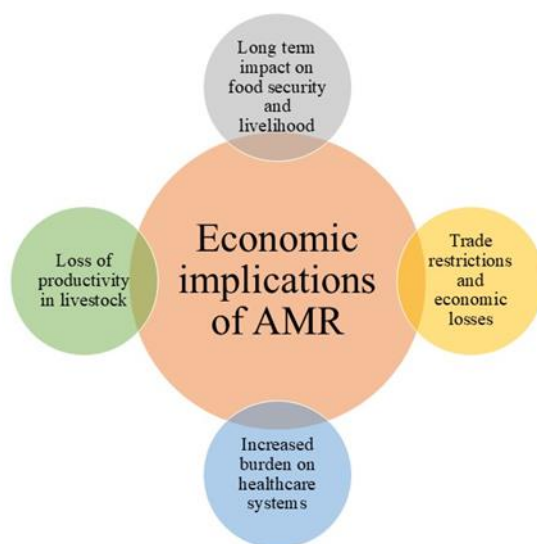 Long term
impact on
food security
and
livelihood
Loss of
productivity
in livestock
Economic
implications
of AMR
Trade
restrictions
and
economic
losses
Increased
burden on
healthcare
systems